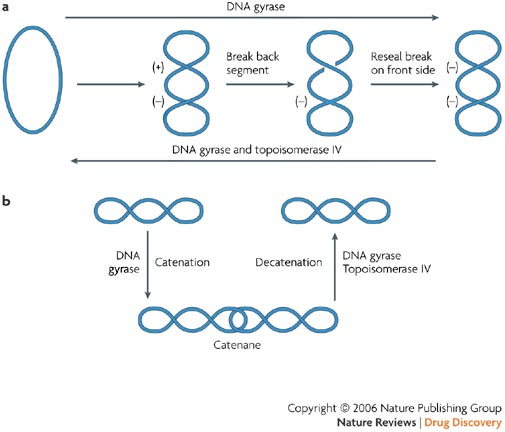 a
DNA gyrase
(+)
(–)
Break back
segment
(–)
Reseal break
on front side
(–)
(–)
DNA gyrase and topoisomerase IV
b
DNA
gyrase
Catenation
Decatenation
DNA gyrase
Topoisomerase IV
Catenane
Copyright © 2006 Nature Publishing Group
Nature Reviews | Drug Discovery